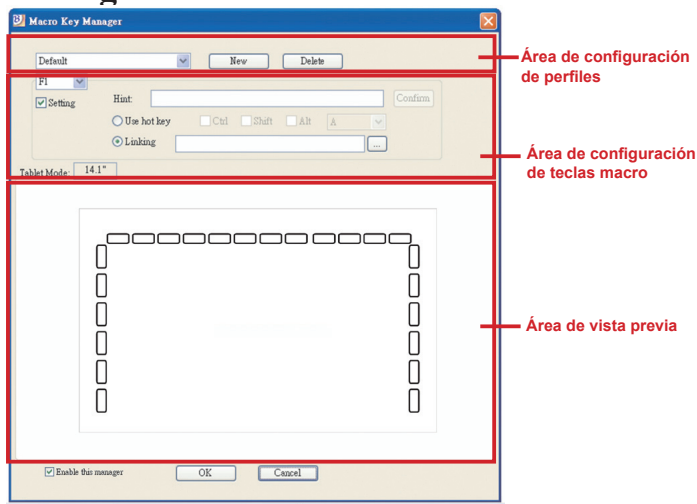 Macro Key Manager
Default
New
Delete
Área de configuración
de perfiles
F1
Setting
Hint:
Confirm
Use hot key
Ctrl
Shift
Alt
A
Linking
...
Área de configuración
de teclas macro
Tablet Mode:
14.1"
Área de vista previa
Enable this manager
OK
Cancel